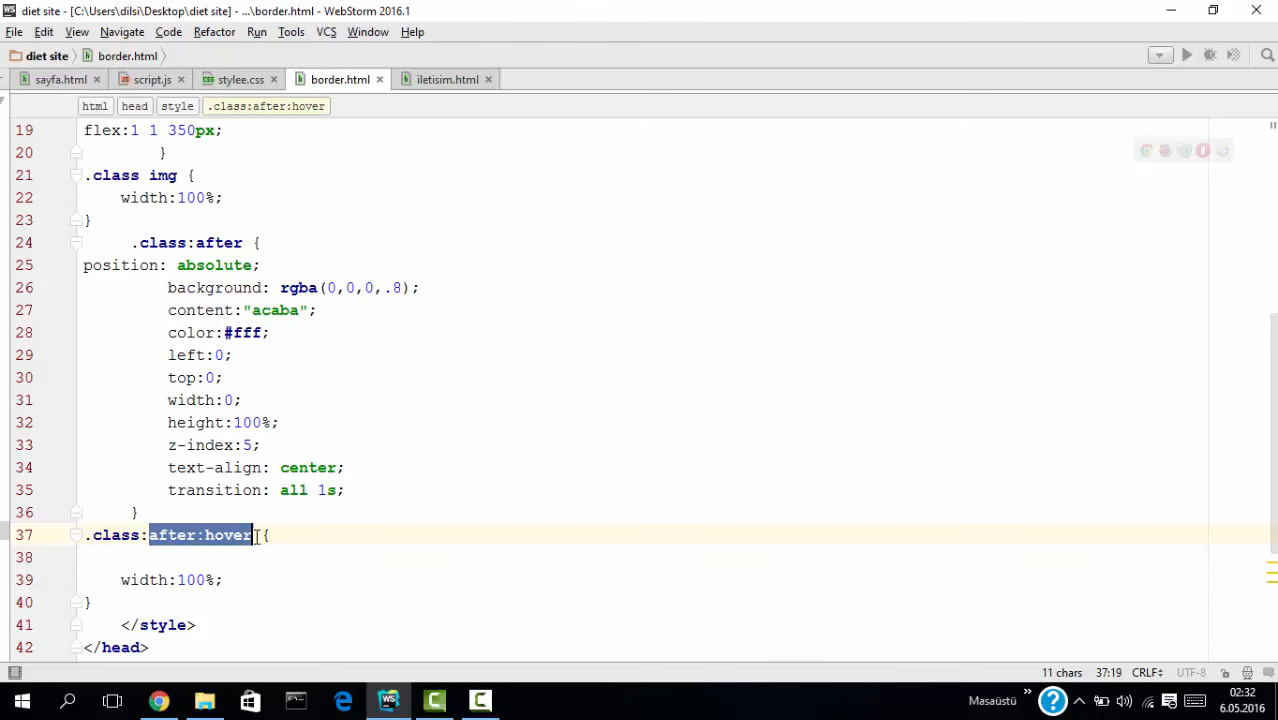 diet site - [C:\Users\dilsi\Desktop\diet site] - ...\border.html - WebStorm 2016.1
File Edit View Navigate Code Refactor Run Tools VCS Window Help
diet site border.html
sayfa.html script.js stylee.css border.html iletisim.html
html head style .class:after:hover
19 flex:1 1 350px;
20 }
21 .class img {
22 width:100%;
23 }
24 .class:after {
25 position: absolute;
26 background: rgba(0,0,0,.8);
27 content:"acaba";
28 color:#fff;
29 left:0;
30 top:0;
31 width:0;
32 height:100%;
33 z-index:5;
34 text-align: center;
35 transition: all 1s;
36 }
37 .class:after:hover {
38
39 width:100%;
40 }
41 </style>
42 </head>
11 chars 37:19 CRLF÷ UTF-8÷
Masaüstü » 02:32
6.05.2016